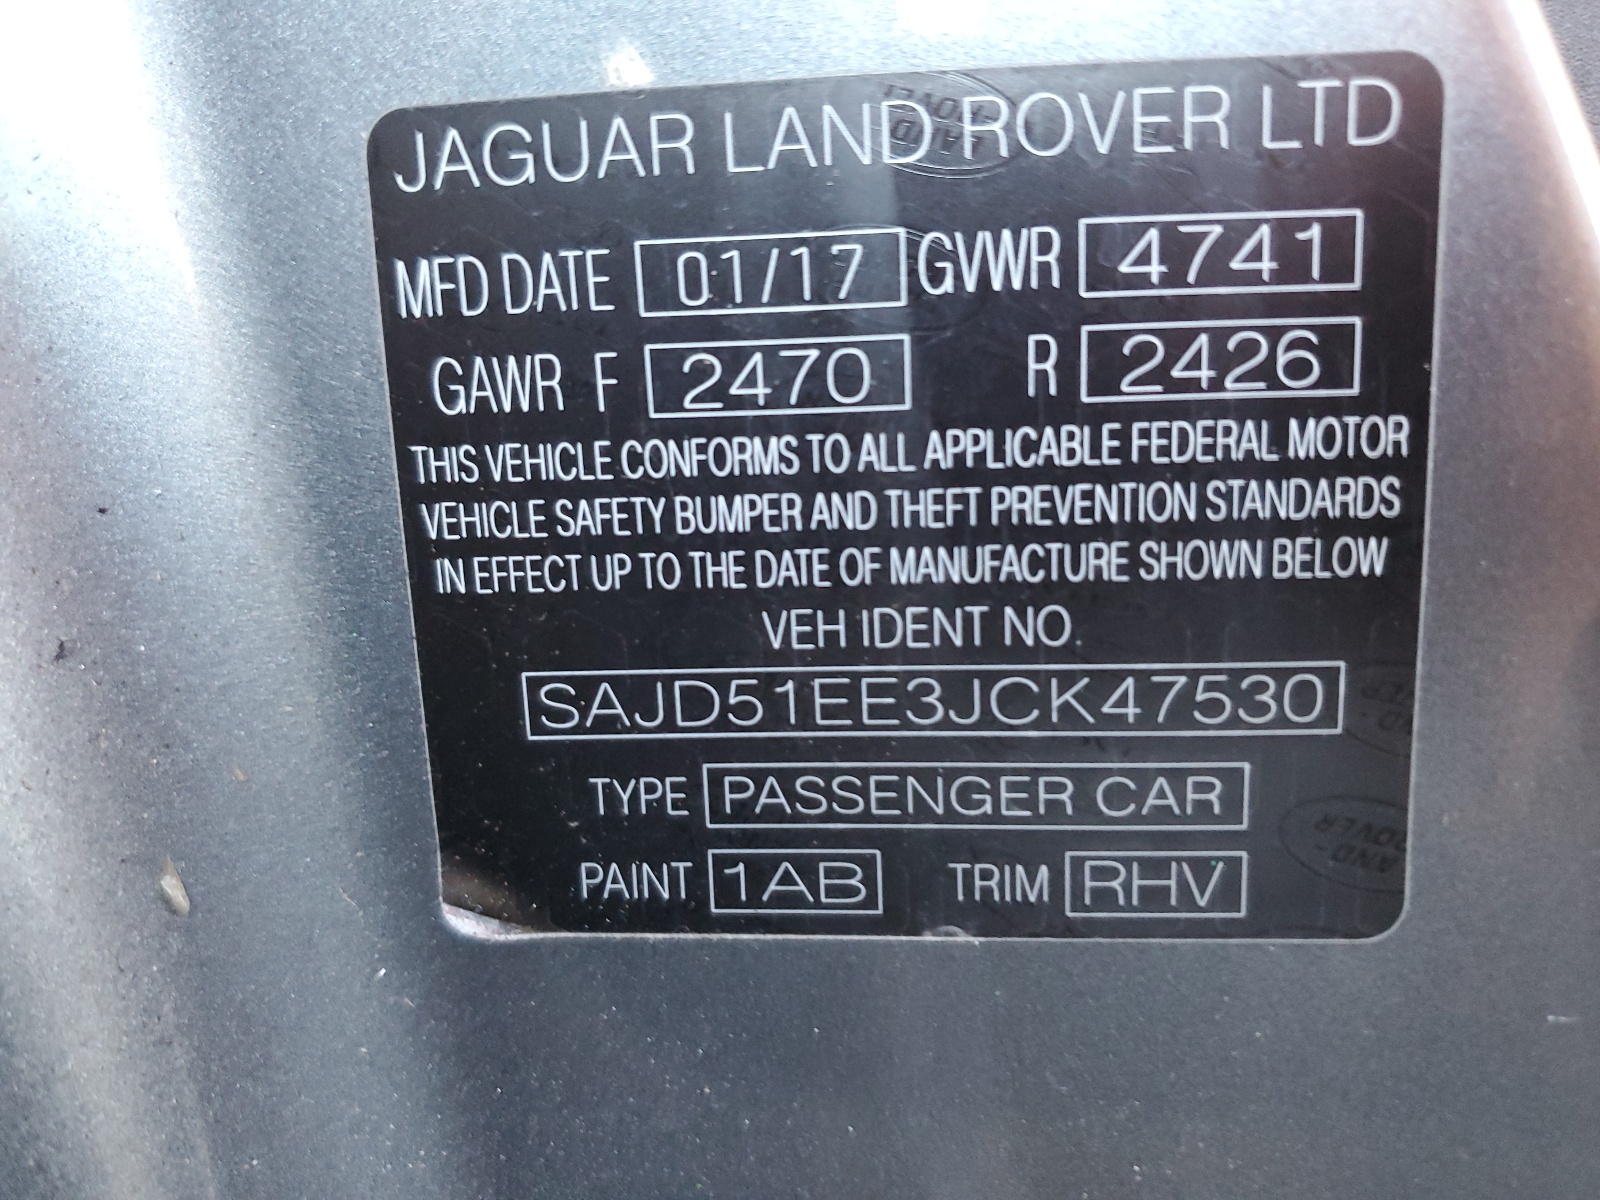 JAGUAR LAND ROVER LTD
MFD DATE 01/17 GVWR 4741
GAWR F 2470 R 2426
THIS VEHICLE CONFORMS TO ALL APPLICABLE FEDERAL MOTOR
VEHICLE SAFETY BUMPER AND THEFT PREVENTION STANDARDS
IN EFFECT UP TO THE DATE OF MANUFACTURE SHOWN BELOW
VEH IDENT NO.
SAJD51EE3JCK47530
TYPE PASSENGER CAR
PAINT 1AB TRIM RHV